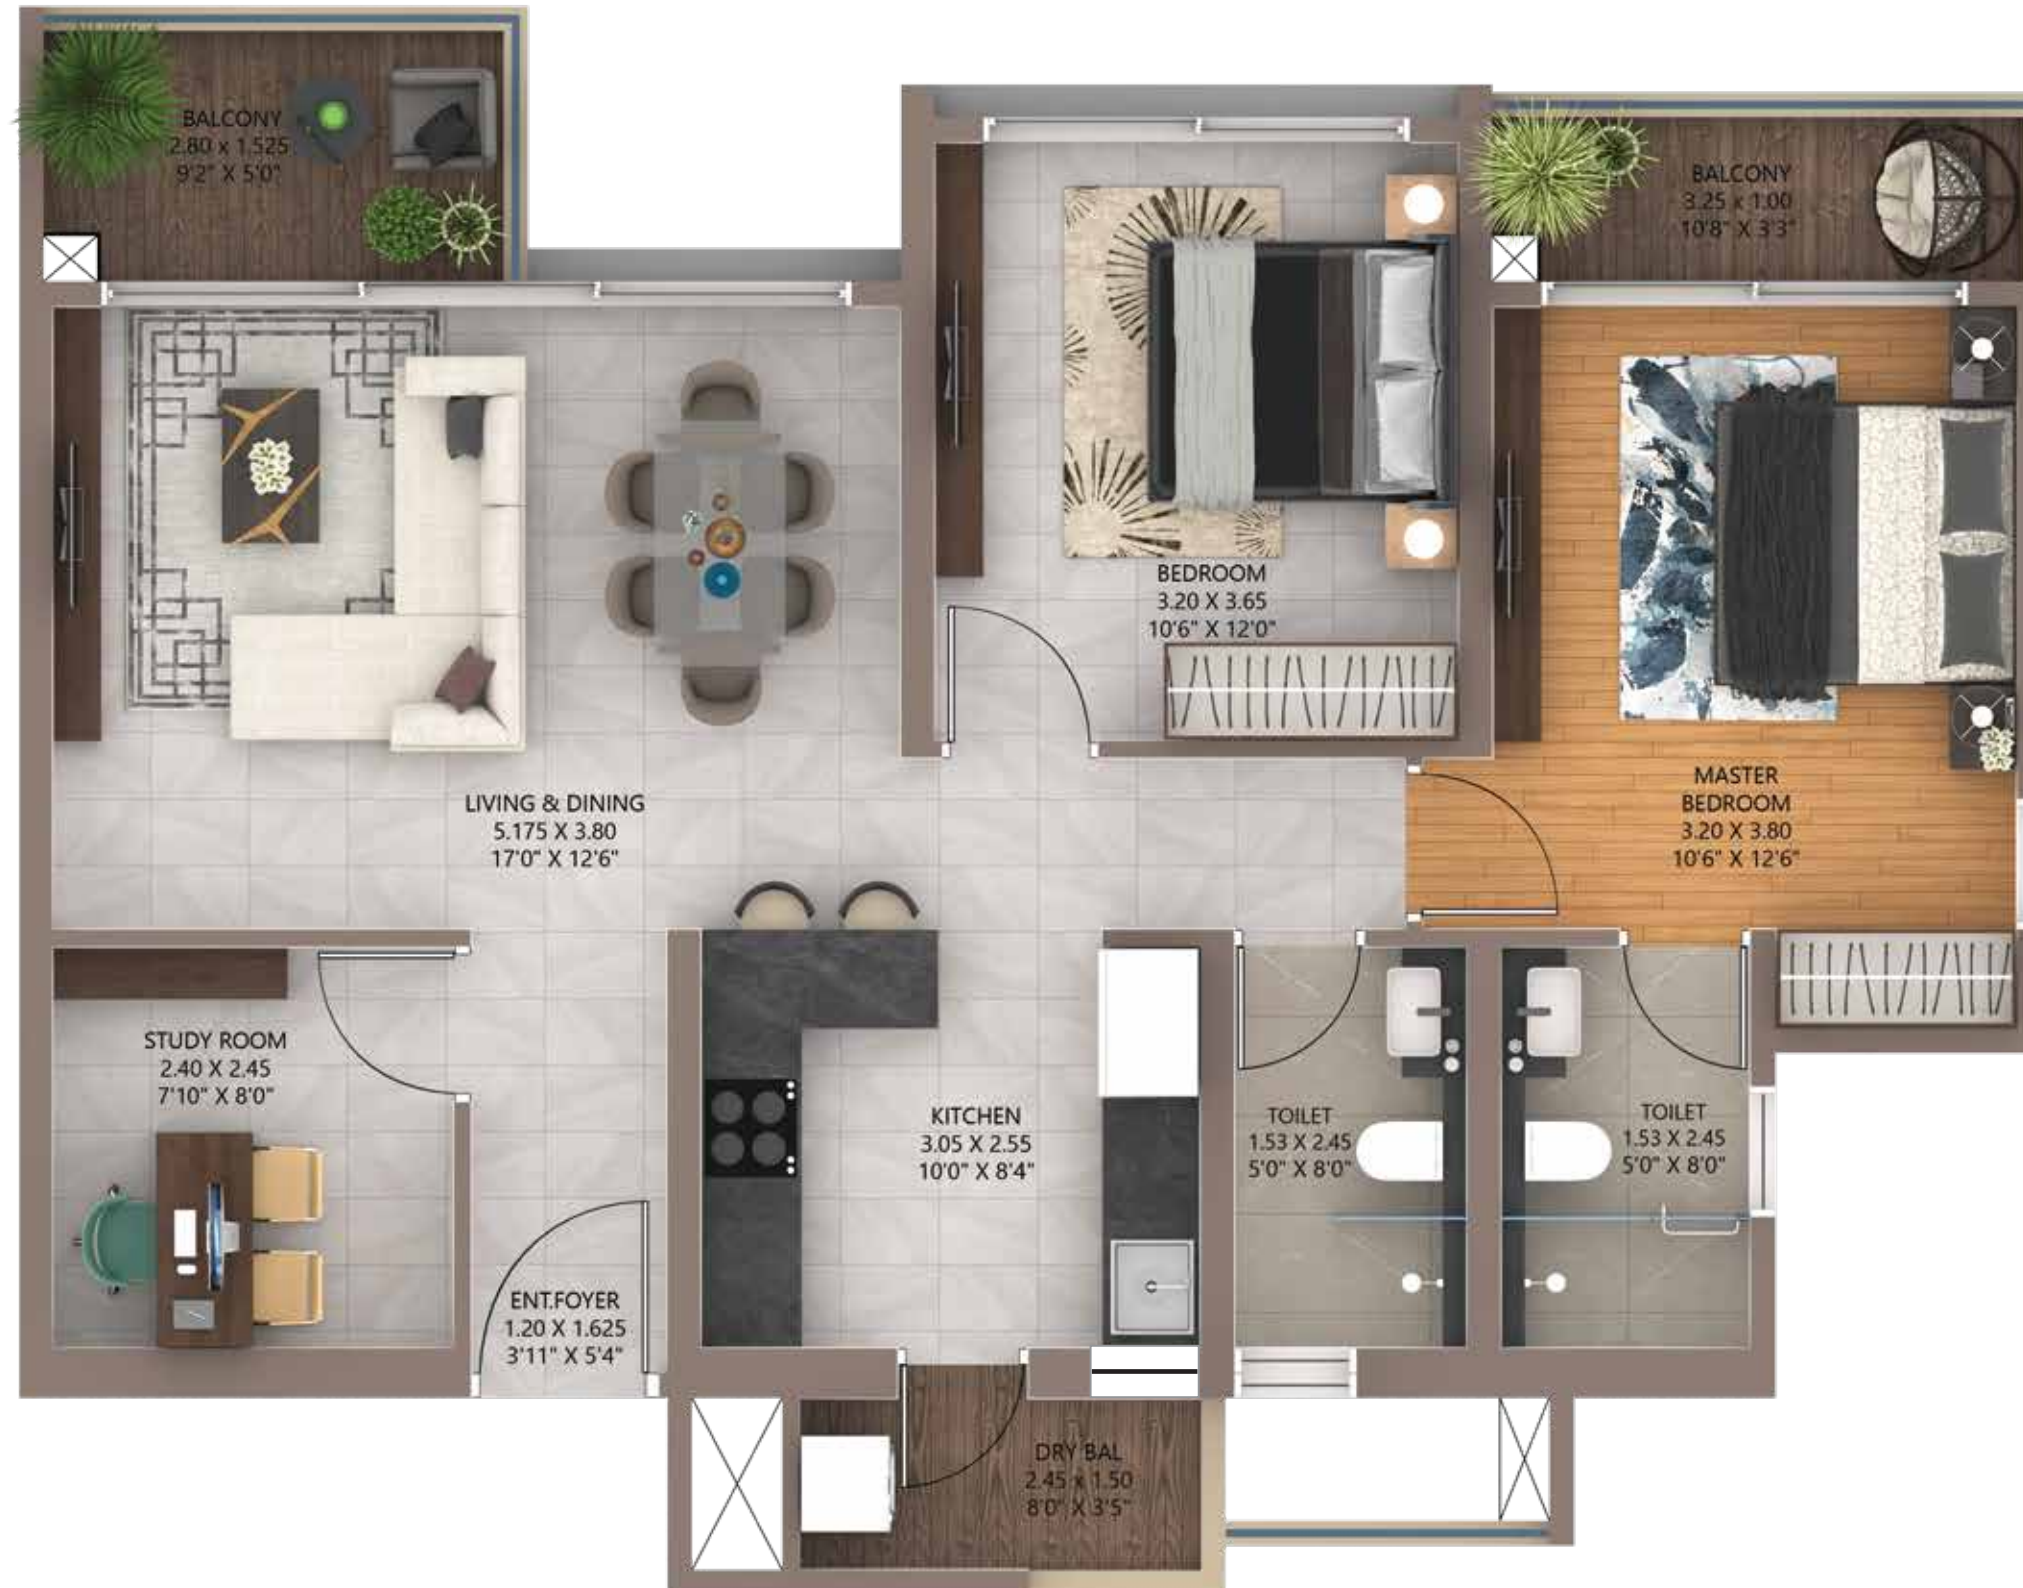 BALCONY
2.80 x 1.525
9'2" X 5'0"
BALCONY
3.25 x 1.00
10'8" X 3'3"
BEDROOM
3.20 X 3.65
10'6" X 12'0"
LIVING & DINING
5.175 X 3.80
17'0" X 12'6"
MASTER
BEDROOM
3.20 X 3.80
10'6" X 12'6"
STUDY ROOM
2.40 X 2.45
7'10" X 8'0"
KITCHEN
3.05 X 2.55
10'0" X 8'4"
TOILET
1.53 X 2.45
5'0" X 8'0"
TOILET
1.53 X 2.45
5'0" X 8'0"
ENT.FOYER
1.20 X 1.625
3'11" X 5'4"
DRY BAL
2.45 x 1.50
8'0" X 3'5"